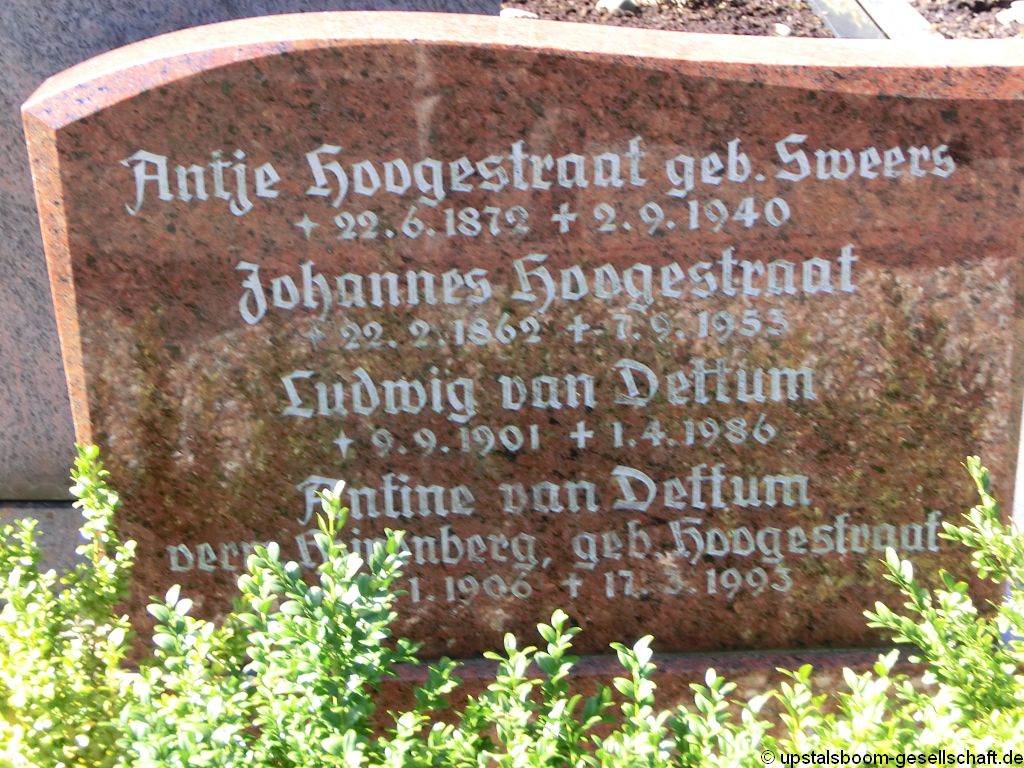 Antje Hoogestraat geb. Sweers
* 22.6.1872 + 2.9.1940
Johannes Hoogestraat
* 22.2.1862 + 7.9.1953
Ludwig van Dettum
* 9.9.1901 + 1.4.1986
Antine van Dettum
geb. Hoogestraat
1.1906 + 17.3.1993
© upstalsboom-gesellschaft.de